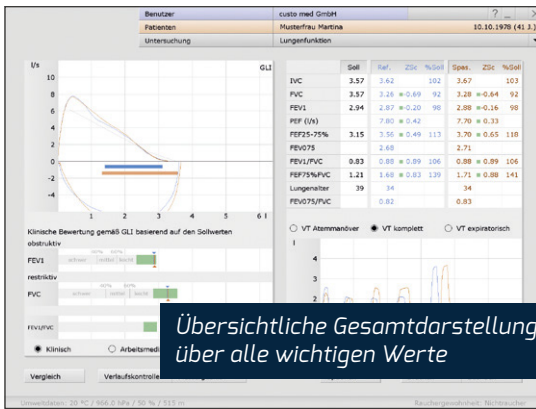 Benutzer custo med GmbH ? _
Patienten Musterfrau Martina 10.10.1978 (41 J.)
Untersuchung Lungenfunktion
l/s GLI
10
8
6
4
2
0
-2
-4
1 2 3 4 5 6 l
Soll Ref. ZSc %Soll Spas. ZSc %Soll
IVC 3.57 3.62 102 3.67 103
FVC 3.57 3.26 -0.69 92 3.28 -0.64 92
FEV1 2.94 2.87 -0.20 98 2.88 -0.16 98
PEF (l/s) 7.80 0.42 7.70 0.33
FEF25-75% 3.15 3.56 0.49 113 3.70 0.65 118
FEV075 2.68 2.71
FEV1/FVC 0.83 0.88 0.89 106 0.88 0.89 106
FEF75%FVC 1.21 1.68 0.83 139 1.71 0.88 141
Lungenalter 39 34 34
FEV075/FVC 0.82 0.83
Klinische Bewertung gemäß GLI basierend auf den Sollwerten
obstruktiv
FEV1 schwer mittel leicht
restriktiv
FVC schwer mittel leicht
FEV1/FVC
Klinisch Arbeitsmedi
VT Atemmanöver VT komplett VT expiratorisch
l
4
3
2
Übersichtliche Gesamtdarstellung
über alle wichtigen Werte
Vergleich Verlaufskontrolle
Umweltdaten: 20 °C / 966.0 hPa / 50 % / 515 m Rauchergewohnheit: Nichtraucher